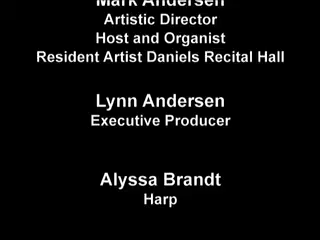 Mark Andersen
Artistic Director
Host and Organist
Resident Artist Daniels Recital Hall
Lynn Andersen
Executive Producer
Alyssa Brandt
Harp